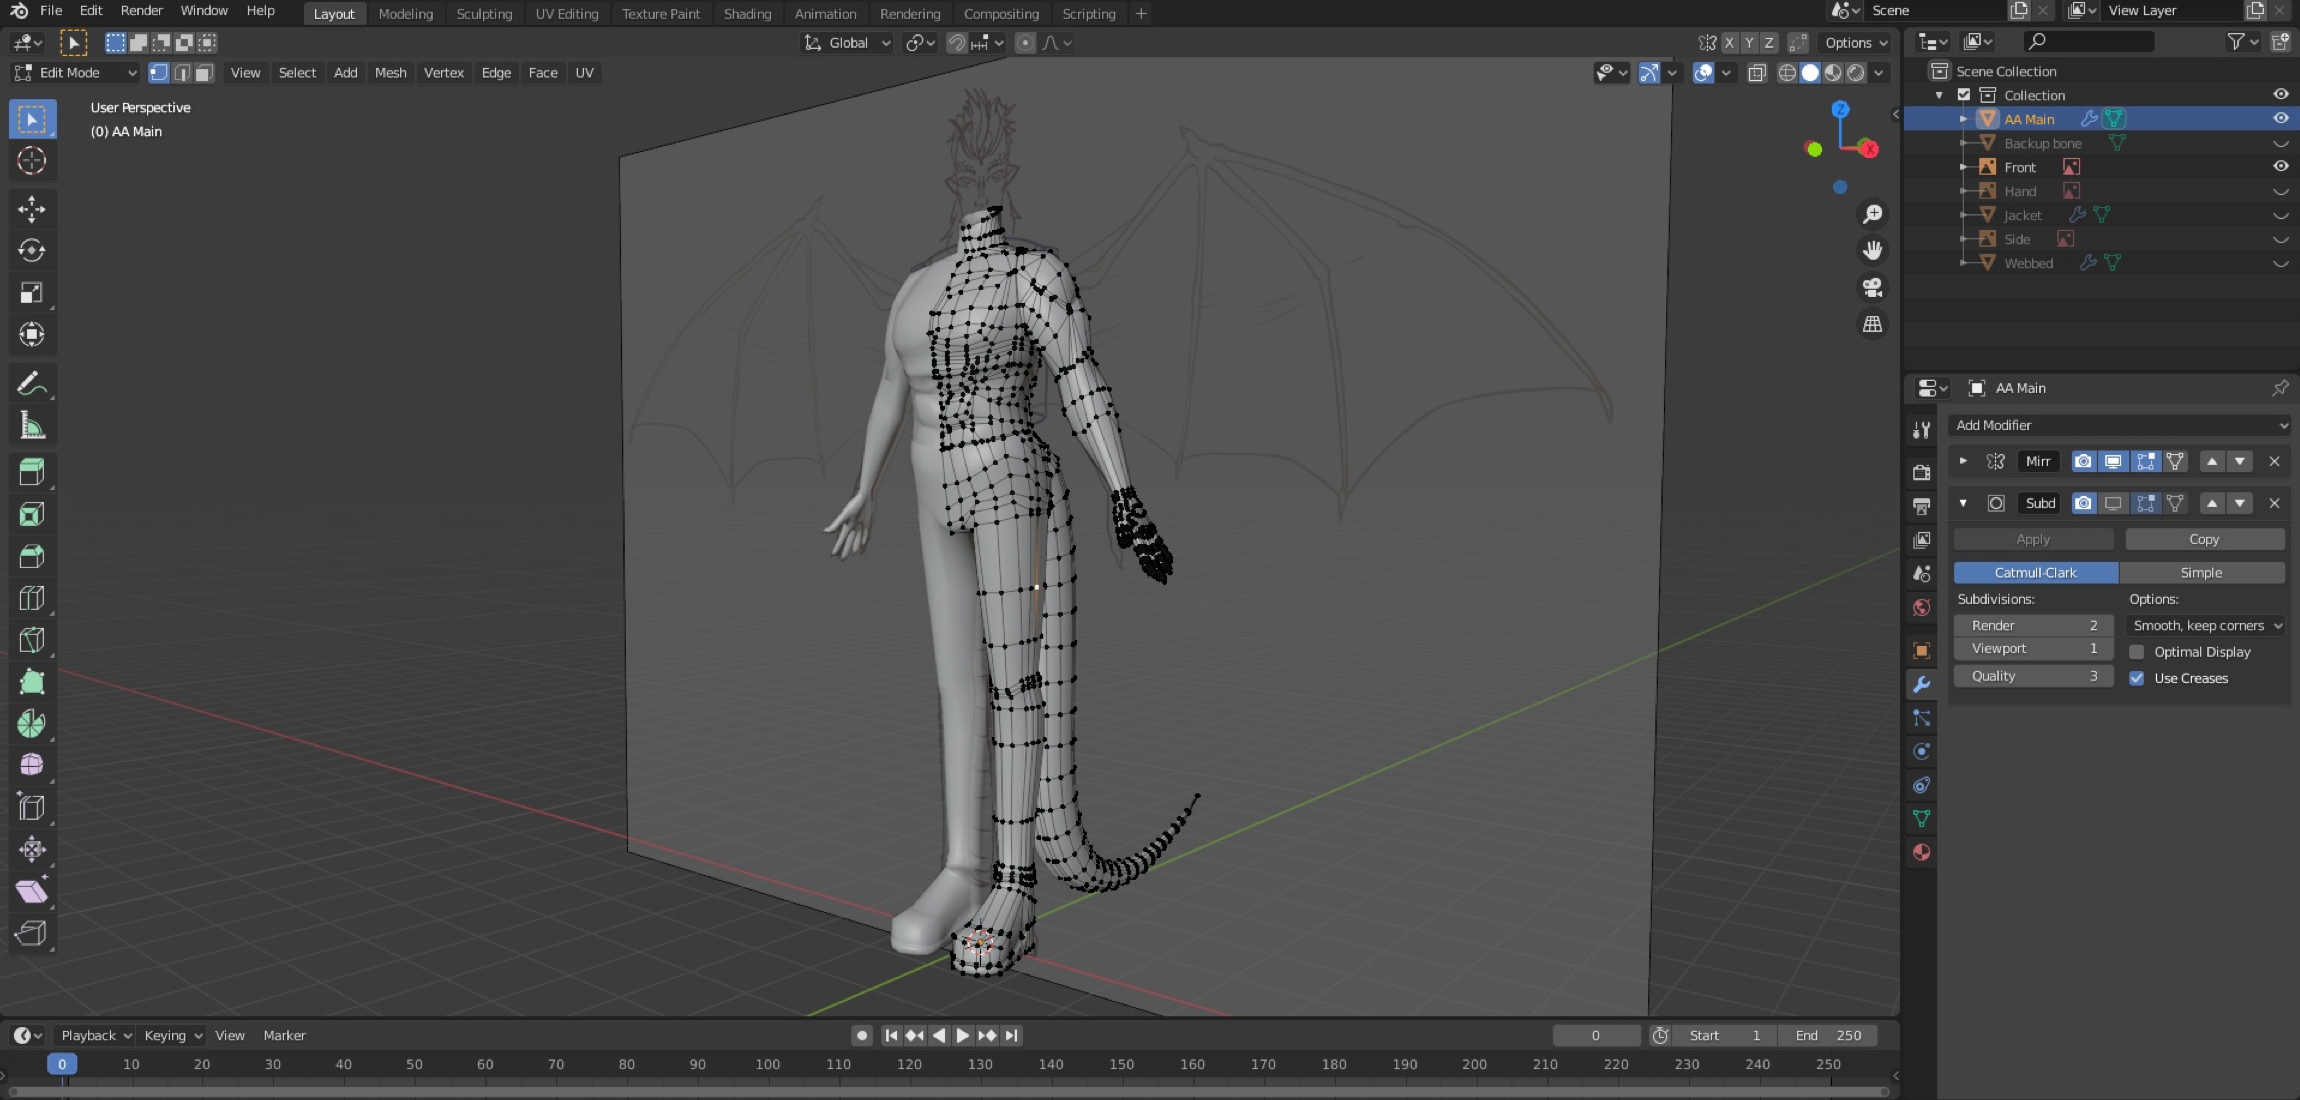 File Edit Render Window Help Layout Modeling Sculpting UV Editing Texture Paint Shading Animation Rendering Compositing Scripting + Scene View Layer
Global X Y Z Options
Edit Mode View Select Add Mesh Vertex Edge Face UV
User Perspective
(0) AA Main
Z
X
Scene Collection
Collection
AA Main
Backup bone
Front
Hand
Jacket
Side
Webbed
AA Main
Add Modifier
Mirr
Subd
Apply Copy
Catmull-Clark Simple
Subdivisions: Options:
Render 2 Smooth, keep corners
Viewport 1 Optimal Display
Quality 3 Use Creases
Playback Keying View Marker 0 Start 1 End 250
0 10 20 30 40 50 60 70 80 90 100 110 120 130 140 150 160 170 180 190 200 210 220 230 240 250